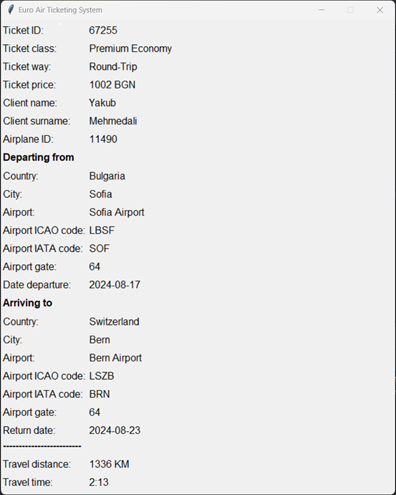 Euro Air Ticketing System
Ticket ID: 67255
Ticket class: Premium Economy
Ticket way: Round-Trip
Ticket price: 1002 BGN
Client name: Yakub
Client surname: Mehmedali
Airplane ID: 11490
Departing from
Country: Bulgaria
City: Sofia
Airport: Sofia Airport
Airport ICAO code: LBSF
Airport IATA code: SOF
Airport gate: 64
Date departure: 2024-08-17
Arriving to
Country: Switzerland
City: Bern
Airport: Bern Airport
Airport ICAO code: LSZB
Airport IATA code: BRN
Airport gate: 64
Return date: 2024-08-23
-------------------------
Travel distance: 1336 KM
Travel time: 2:13